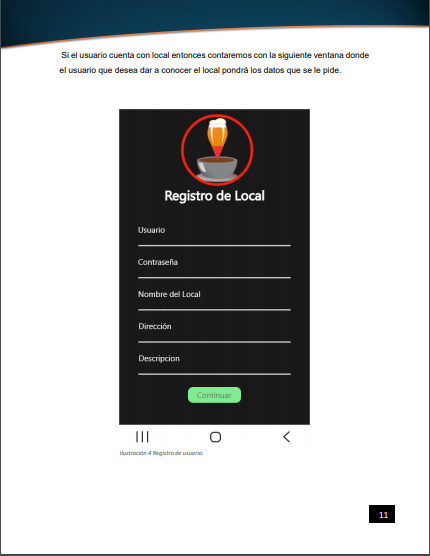 Si el usuario cuenta con local entonces contaremos con la siguiente ventana donde
el usuario que desea dar a conocer el local pondrá los datos que se le pide.
Registro de Local
Usuario
Contraseña
Nombre del Local
Dirección
Descripcion
Continuar
Ilustración 4 Registro de usuario.
11